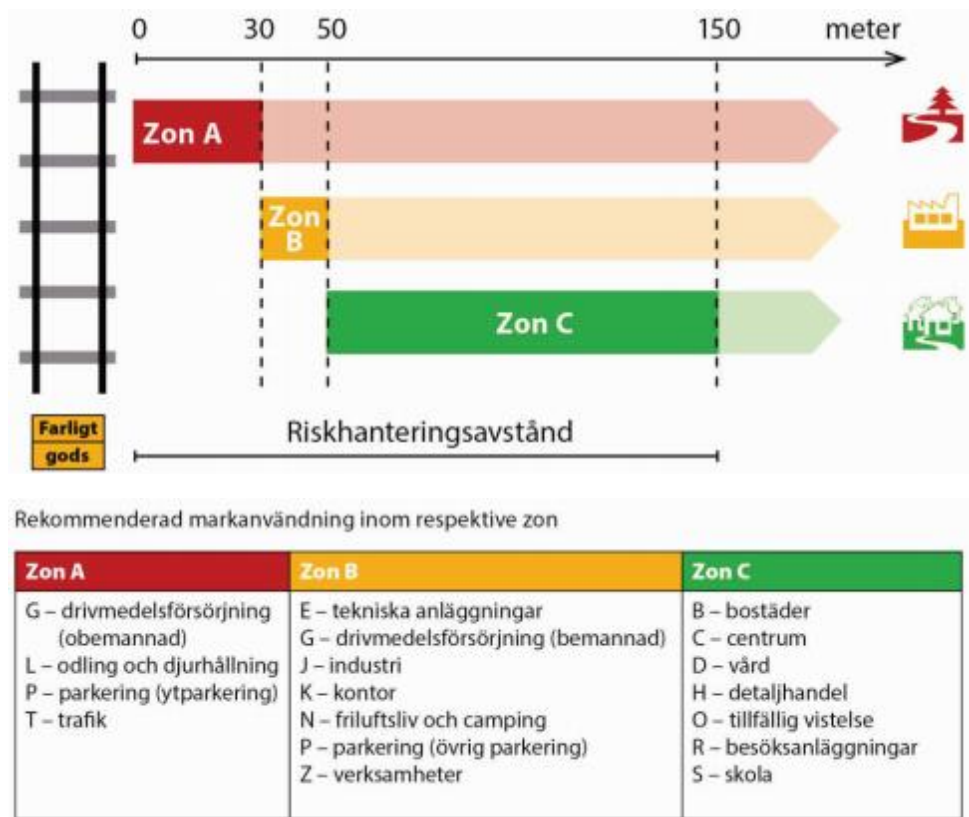 0 30 50 150 meter
Zon A
Zon
B
Zon C
Farligt
gods
Riskhanteringsavstånd
Rekommenderad markanvändning inom respektive zon
Zon A
G – drivmedelsförsörjning
(obemannad)
L – odling och djurhållning
P – parkering (ytparkering)
T – trafik
Zon B
E – tekniska anläggningar
G – drivmedelsförsörjning (bemannad)
J – industri
K – kontor
N – friluftsliv och camping
P – parkering (övrig parkering)
Z – verksamheter
Zon C
B – bostäder
C – centrum
D – vård
H – detaljhandel
O – tillfällig vistelse
R – besöksanläggningar
S – skola